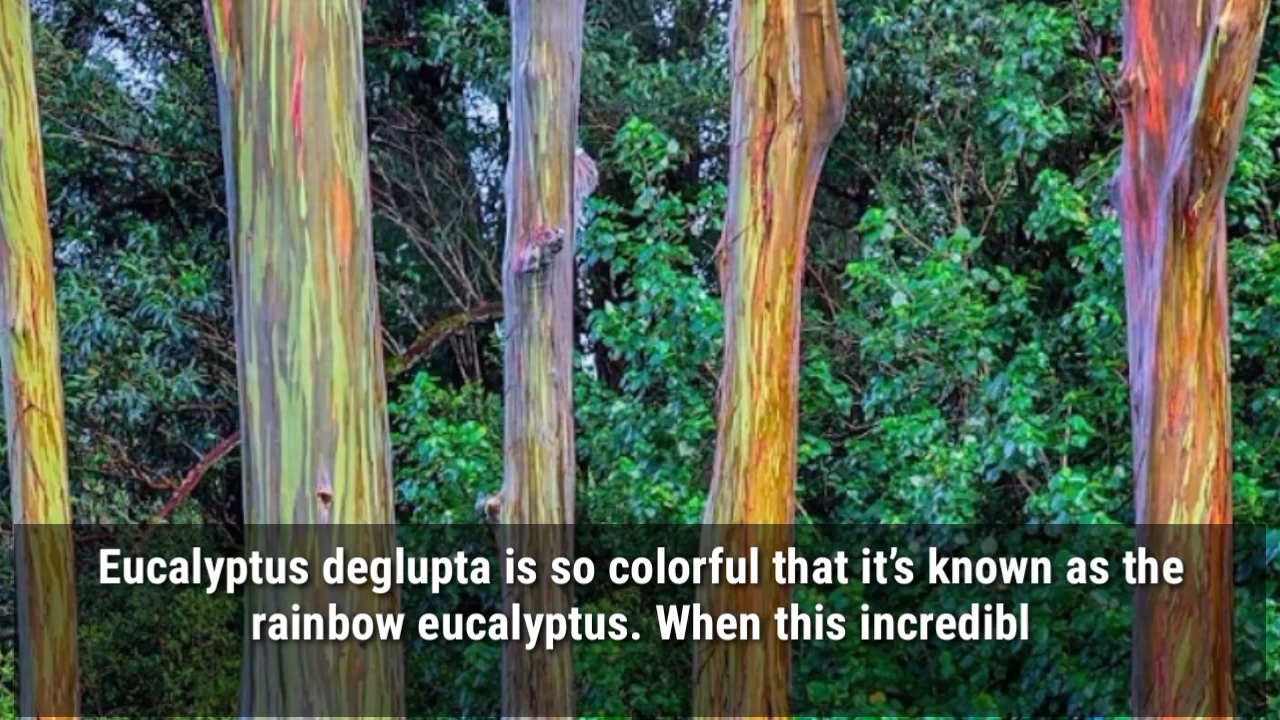 Eucalyptus deglupta is so colorful that it’s known as the
rainbow eucalyptus. When this incredibl